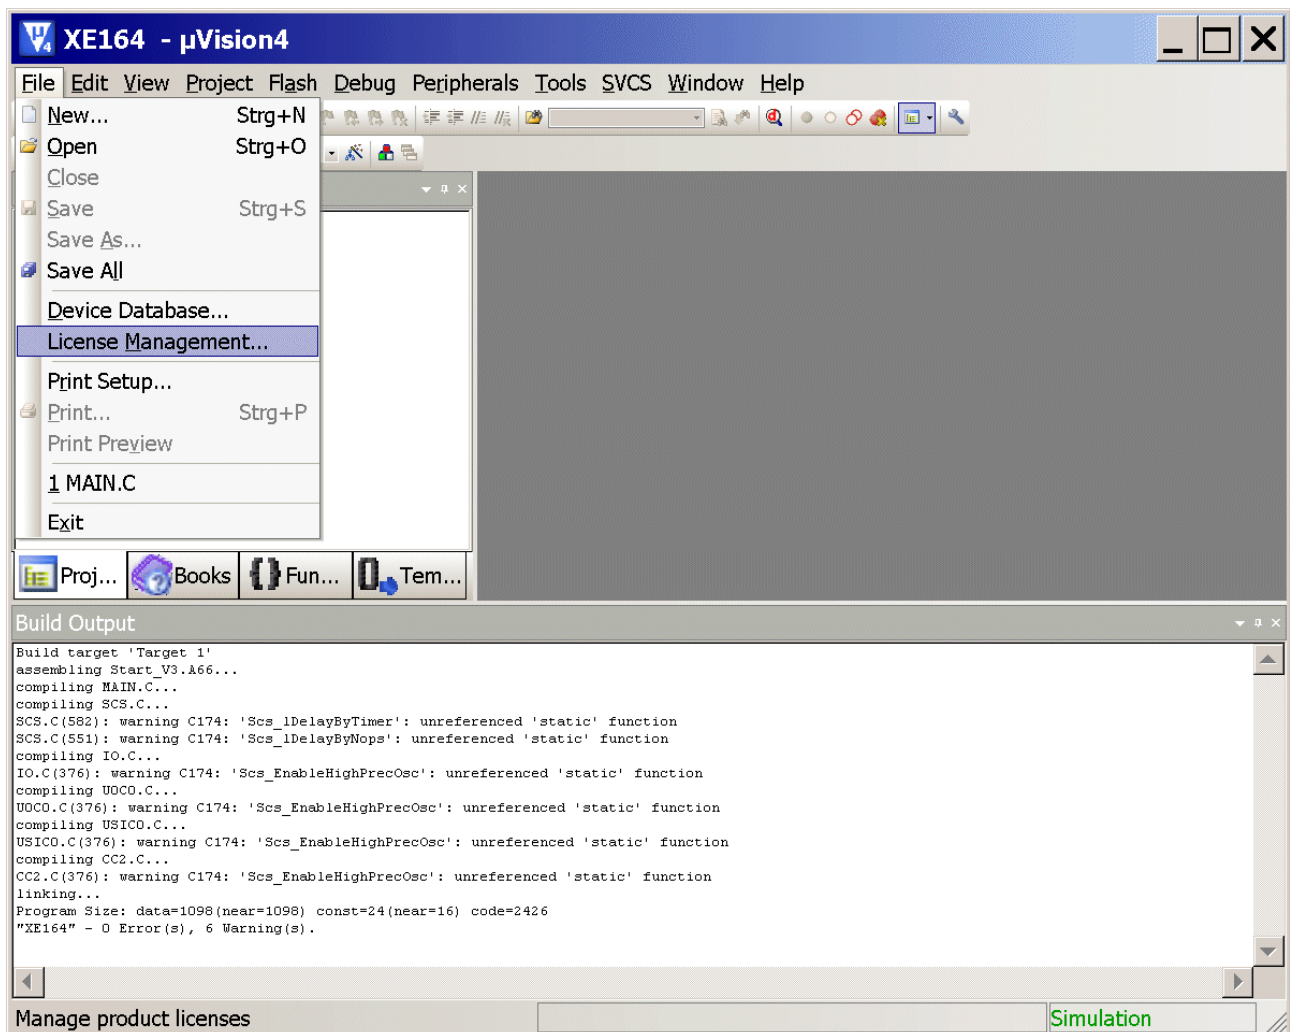 XE164 - µVision4
File Edit View Project Flash Debug Peripherals Tools SVCS Window Help
New... Strg+N
Open Strg+O
Close
Save Strg+S
Save As...
Save All
Device Database...
License Management...
Print Setup...
Print... Strg+P
Print Preview
1 MAIN.C
Exit
Proj... Books Fun... Tem...
Build Output
Build target 'Target 1'
assembling Start_V3.A66...
compiling MAIN.C...
compiling SCS.C...
SCS.C(582): warning C174: 'Scs_lDelayByTimer': unreferenced 'static' function
SCS.C(551): warning C174: 'Scs_lDelayByNops': unreferenced 'static' function
compiling IO.C...
IO.C(376): warning C174: 'Scs_EnableHighPrecOsc': unreferenced 'static' function
compiling U0C0.C...
U0C0.C(376): warning C174: 'Scs_EnableHighPrecOsc': unreferenced 'static' function
compiling USIC0.C...
USIC0.C(376): warning C174: 'Scs_EnableHighPrecOsc': unreferenced 'static' function
compiling CC2.C...
CC2.C(376): warning C174: 'Scs_EnableHighPrecOsc': unreferenced 'static' function
linking...
Program Size: data=1098(near=1098) const=24(near=16) code=2426
"XE164" - 0 Error(s), 6 Warning(s).
Manage product licenses
Simulation